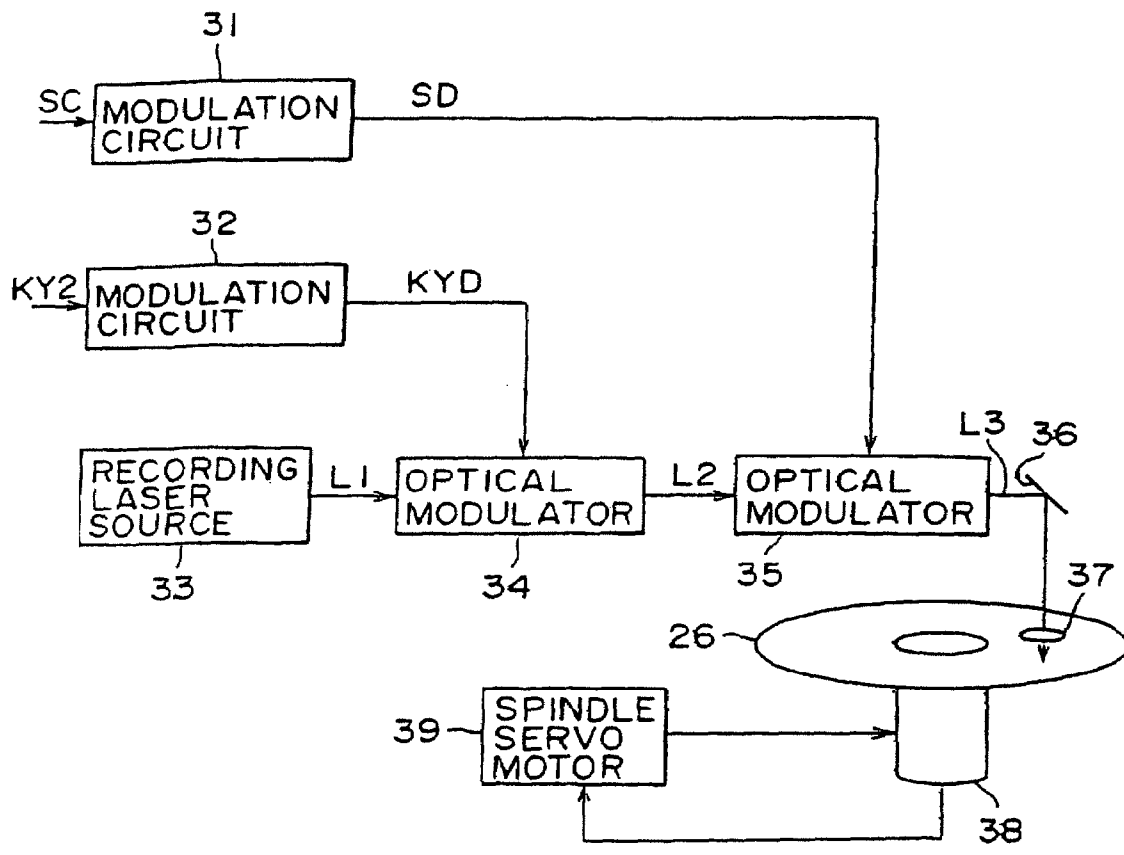 31
SC
MODULATION
CIRCUIT
SD
32
KY2
MODULATION
CIRCUIT
KYD
RECORDING
LASER
SOURCE
33
L1
OPTICAL
MODULATOR
34
L2
OPTICAL
MODULATOR
35
L3
36
37
26
39
SPINDLE
SERVO
MOTOR
38